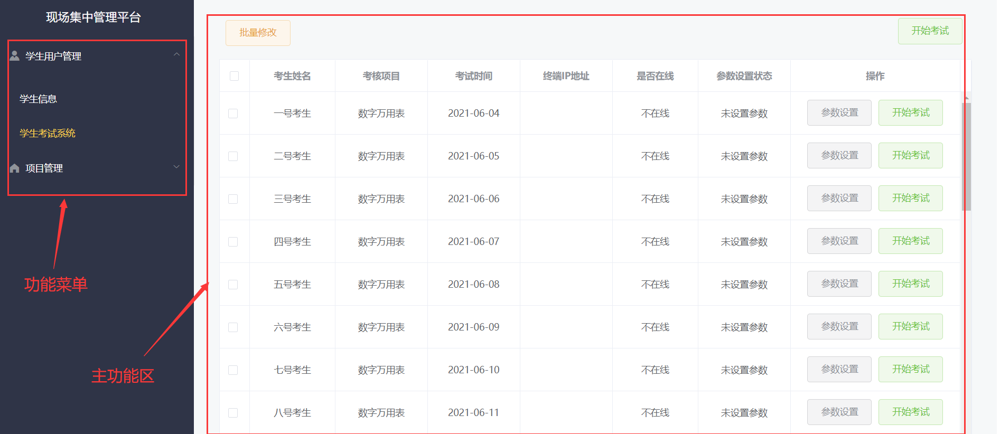 现场集中管理平台
学生用户管理
学生信息
学生考试系统
项目管理
功能菜单
主功能区
批量修改
开始考试
考生姓名 考核项目 考试时间 终端IP地址 是否在线 参数设置状态 操作
一号考生 数字万用表 2021-06-04 不在线 未设置参数 参数设置 开始考试
二号考生 数字万用表 2021-06-05 不在线 未设置参数 参数设置 开始考试
三号考生 数字万用表 2021-06-06 不在线 未设置参数 参数设置 开始考试
四号考生 数字万用表 2021-06-07 不在线 未设置参数 参数设置 开始考试
五号考生 数字万用表 2021-06-08 不在线 未设置参数 参数设置 开始考试
六号考生 数字万用表 2021-06-09 不在线 未设置参数 参数设置 开始考试
七号考生 数字万用表 2021-06-10 不在线 未设置参数 参数设置 开始考试
八号考生 数字万用表 2021-06-11 不在线 未设置参数 参数设置 开始考试